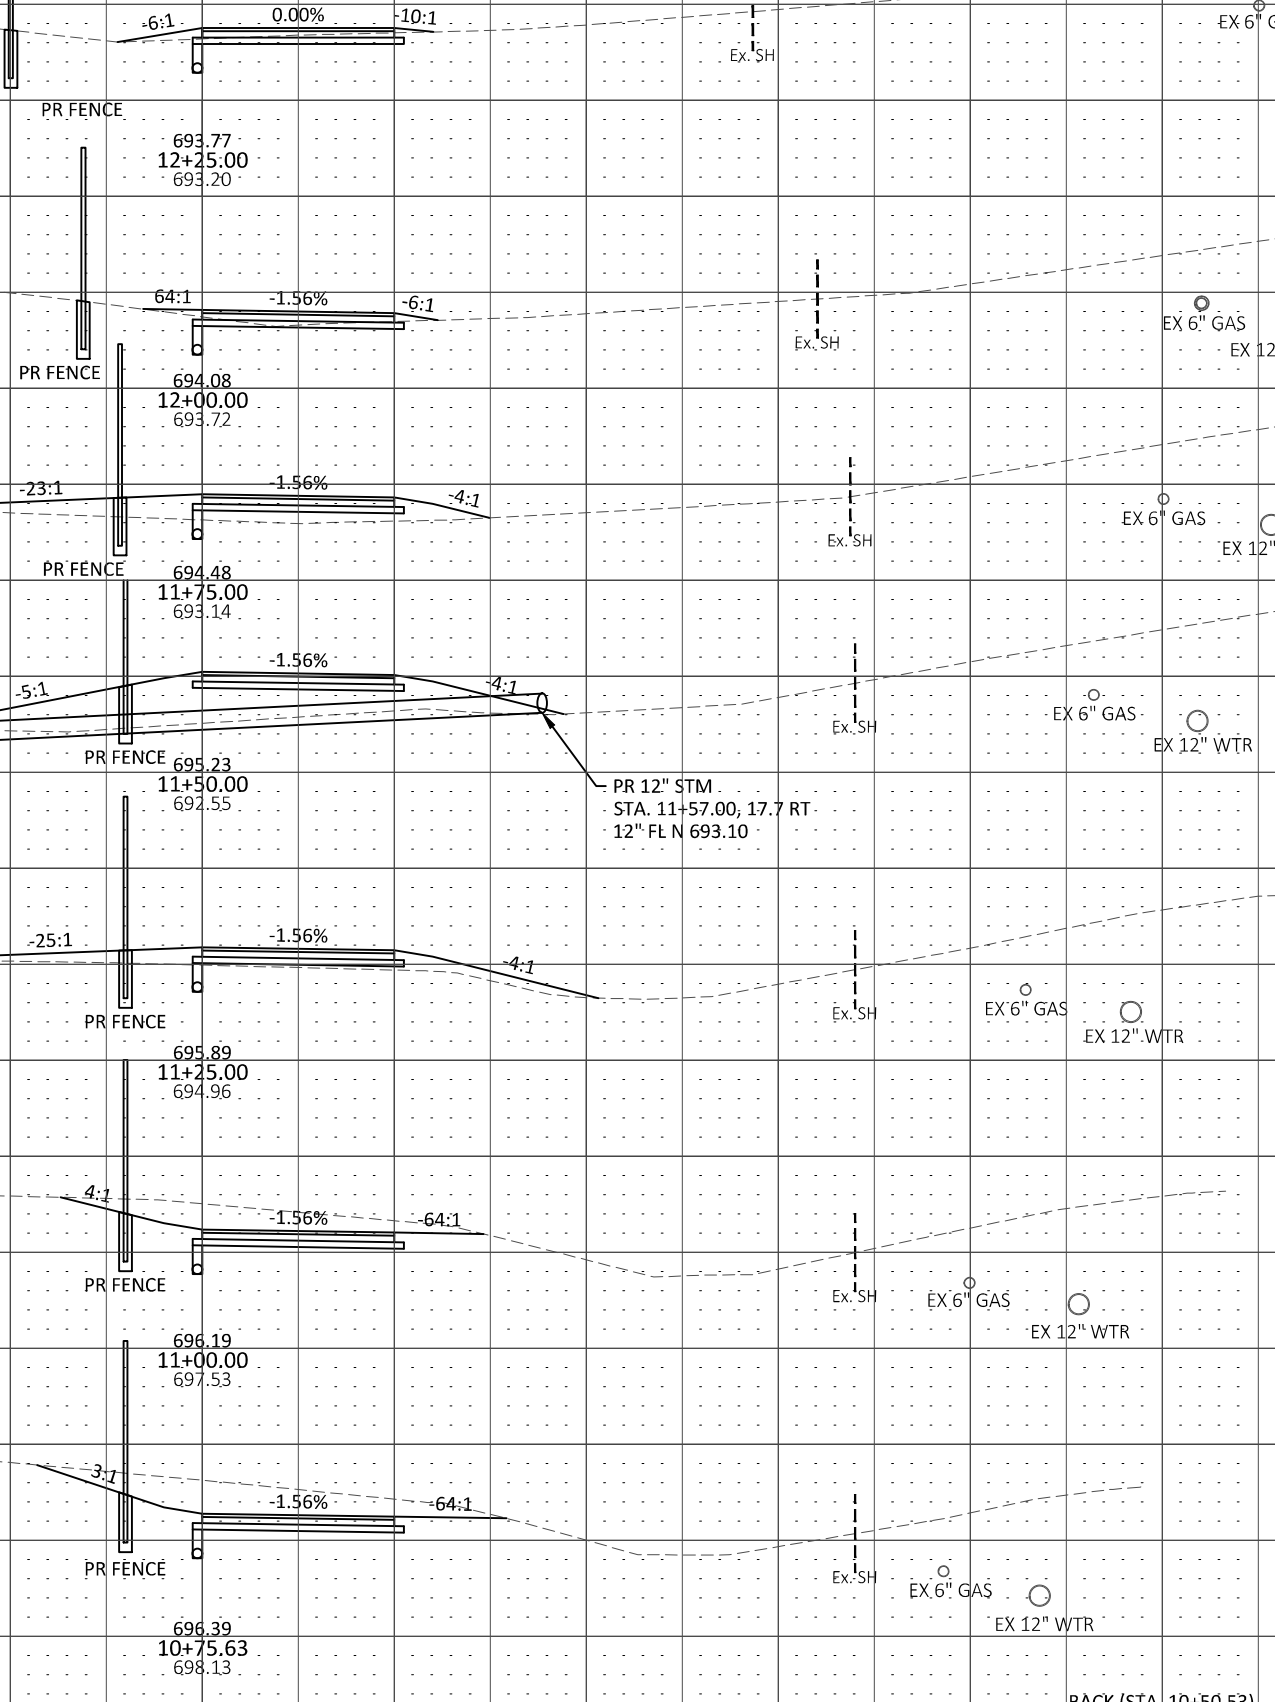 -6:1 0.00% -10:1
Ex. SH
EX 6" G
PR FENCE
693.77
12+25.00
693.20
64:1 -1.56% -6:1
Ex. SH
EX 6" GAS
EX 12
PR FENCE
694.08
12+00.00
693.72
-23:1 -1.56% -4:1
Ex. SH
EX 6" GAS
EX 12"
PR FENCE
694.48
11+75.00
693.14
-5:1 -1.56% -4:1
Ex. SH
EX 6" GAS
EX 12" WTR
PR FENCE
695.23
11+50.00
692.55
PR 12" STM
STA. 11+57.00, 17.7 RT
12" FL N 693.10
-25:1 -1.56% -4:1
Ex. SH
EX 6" GAS
EX 12" WTR
PR FENCE
695.89
11+25.00
694.96
4:1 -1.56% -64:1
Ex. SH
EX 6" GAS
EX 12" WTR
PR FENCE
696.19
11+00.00
697.53
3:1 -1.56% -64:1
Ex. SH
EX 6" GAS
EX 12" WTR
PR FENCE
696.39
10+75.63
698.13
BACK (STA. 10+50.53)